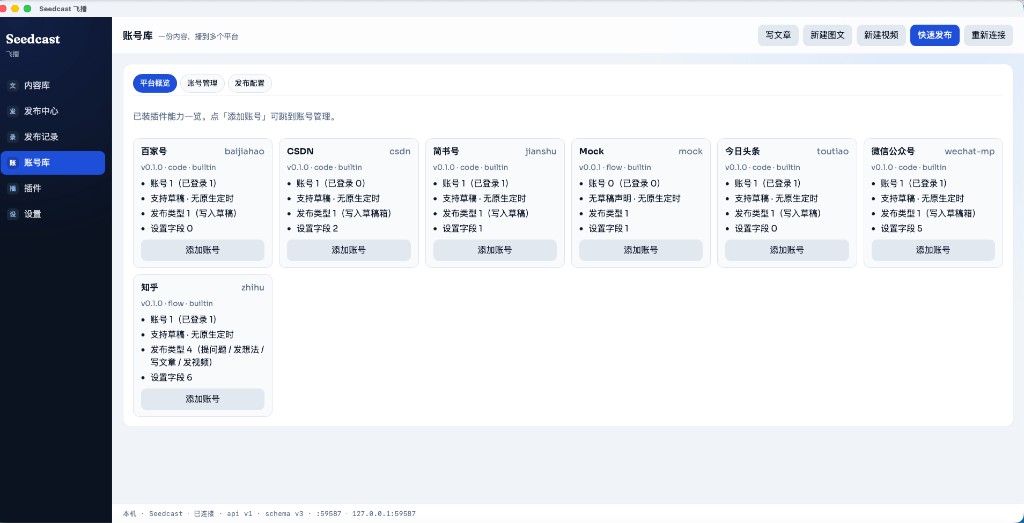 Seedcast 飞播
Seedcast
飞播
文 内容库
发 发布中心
录 发布记录
账 账号库
插 插件
设 设置
账号库 一份内容，播到多个平台
写文章 新建图文 新建视频 快速发布 重新连接
平台概览 账号管理 发布配置
已装插件能力一览，点「添加账号」可跳到账号管理。
百家号 baijiahao
v0.1.0 · code · builtin
• 账号 1（已登录 1）
• 支持草稿 · 无原生定时
• 发布类型 1（写入草稿）
• 设置字段 0
添加账号
CSDN csdn
v0.1.0 · code · builtin
• 账号 1（已登录 0）
• 支持草稿 · 无原生定时
• 发布类型 1（写入草稿箱）
• 设置字段 2
添加账号
简书号 jianshu
v0.1.0 · code · builtin
• 账号 1（已登录 1）
• 支持草稿 · 无原生定时
• 发布类型 1（写入草稿）
• 设置字段 1
添加账号
Mock mock
v0.0.1 · flow · builtin
• 账号 0（已登录 0）
• 无草稿声明 · 无原生定时
• 发布类型 1
• 设置字段 1
添加账号
今日头条 toutiao
v0.1.0 · code · builtin
• 账号 1（已登录 1）
• 支持草稿 · 无原生定时
• 发布类型 1（写入草稿）
• 设置字段 0
添加账号
微信公众号 wechat-mp
v0.1.0 · code · builtin
• 账号 1（已登录 1）
• 支持草稿 · 无原生定时
• 发布类型 1（写入草稿箱）
• 设置字段 5
添加账号
知乎 zhihu
v0.1.0 · flow · builtin
• 账号 1（已登录 1）
• 支持草稿 · 无原生定时
• 发布类型 4（提问题 / 发想法 /
写文章 / 发视频）
• 设置字段 6
添加账号
本机 · Seedcast · 已连接 · api v1 · schema v3 · :59587 · 127.0.0.1:59587